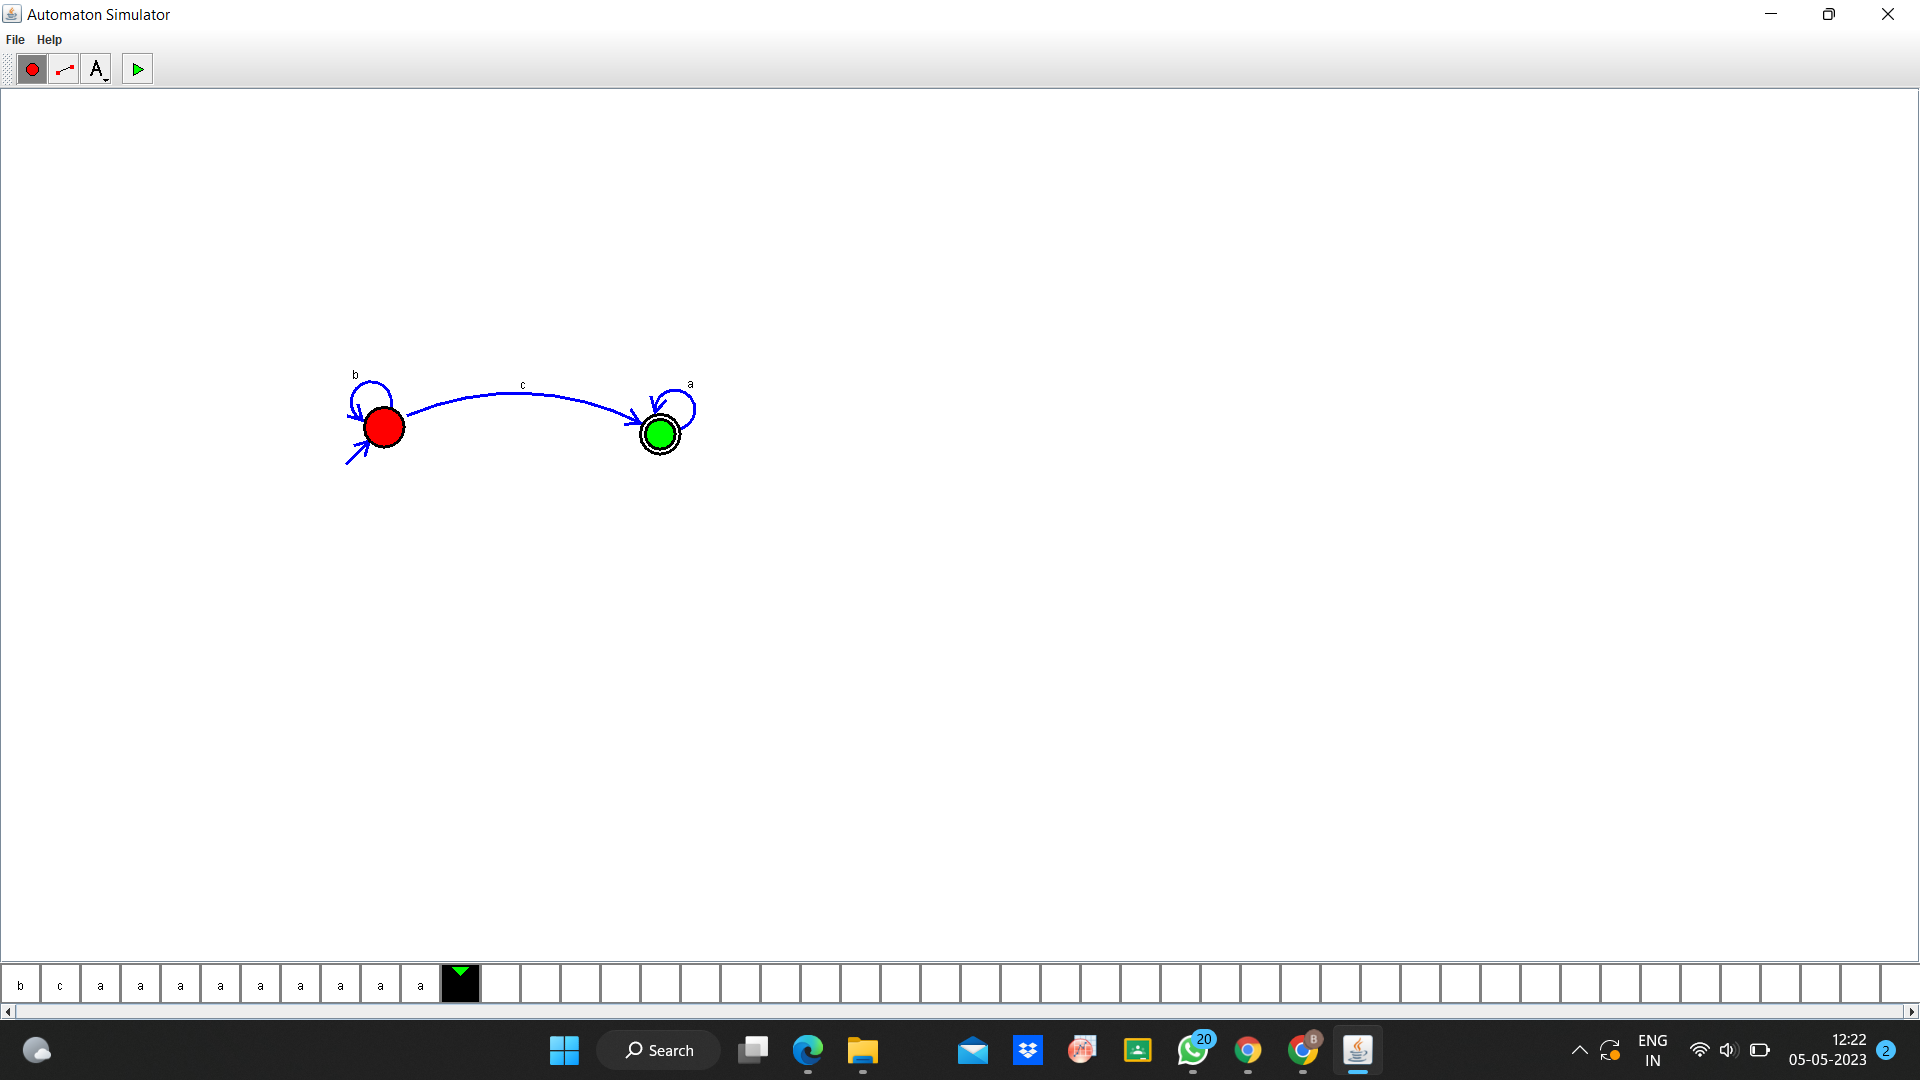 Automaton Simulator
File Help
A
b
c
a
b c a a a a a a a a a
Search
20
B
ENG
IN
12:22
05-05-2023
2